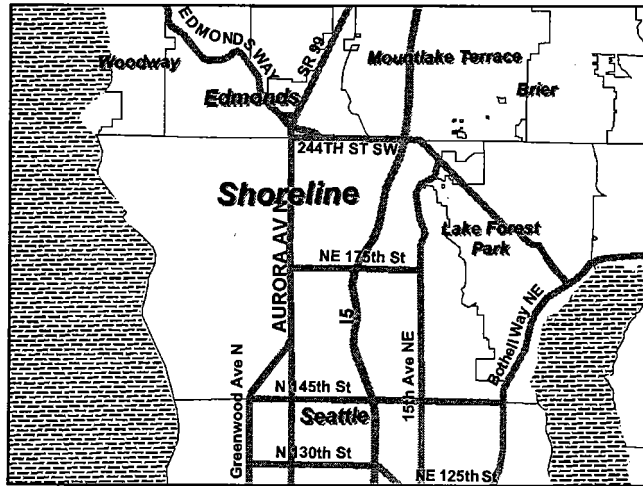 EDMONDS WAY
SR 99
Woodway
Mountlake Terrace
Edmonds
Brier
244TH ST SW
Shoreline
AURORA AV N
Lake Forest
Park
NE 175th St
I5
Bothell Way NE
15th Ave NE
Greenwood Ave N
N 145th St
Seattle
N 130th St
NE 125th St